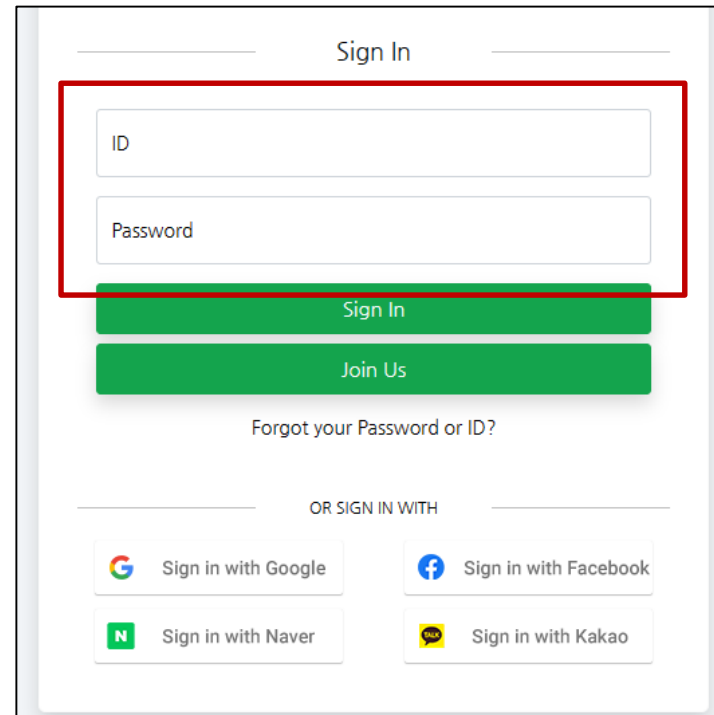 Sign In
ID
Password
Sign In
Join Us
Forgot your Password or ID?
OR SIGN IN WITH
Sign in with Google
Sign in with Facebook
N Sign in with Naver
TALK Sign in with Kakao